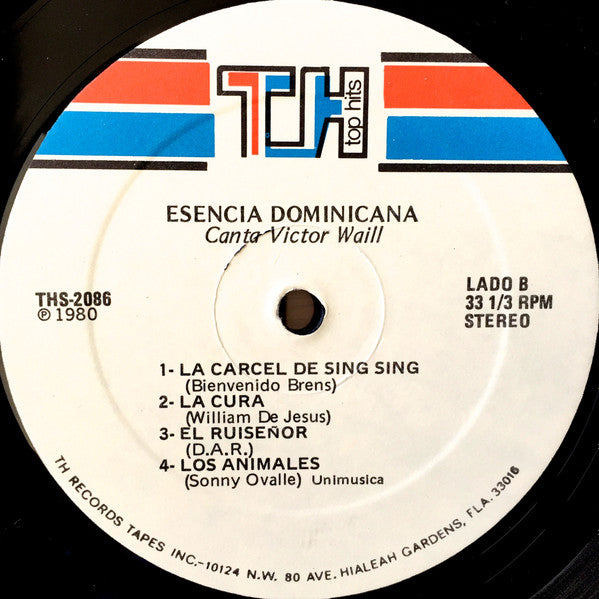 TH top hits
ESENCIA DOMINICANA
Canta Victor Waill
THS-2086
℗ 1980
LADO B
33 1/3 RPM
STEREO
1- LA CARCEL DE SING SING
(Bienvenido Brens)
2- LA CURA
(William De Jesus)
3- EL RUISEÑOR
(D.A.R.)
4- LOS ANIMALES
(Sonny Ovalle) Unimusica
TH RECORDS TAPES INC.-10124 N.W. 80 AVE. HIALEAH GARDENS, FLA. 33016